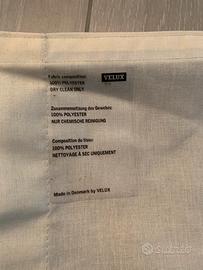 Fabric composition:
100% POLYESTER
DRY CLEAN ONLY
VELUX
Zusammensetzung des Gewebes:
100% POLYESTER
NUR CHEMISCHE REINIGUNG
Composition du tissu:
100% POLYESTER
NETTOYAGE À SEC UNIQUEMENT
Made in Denmark by VELUX
subito